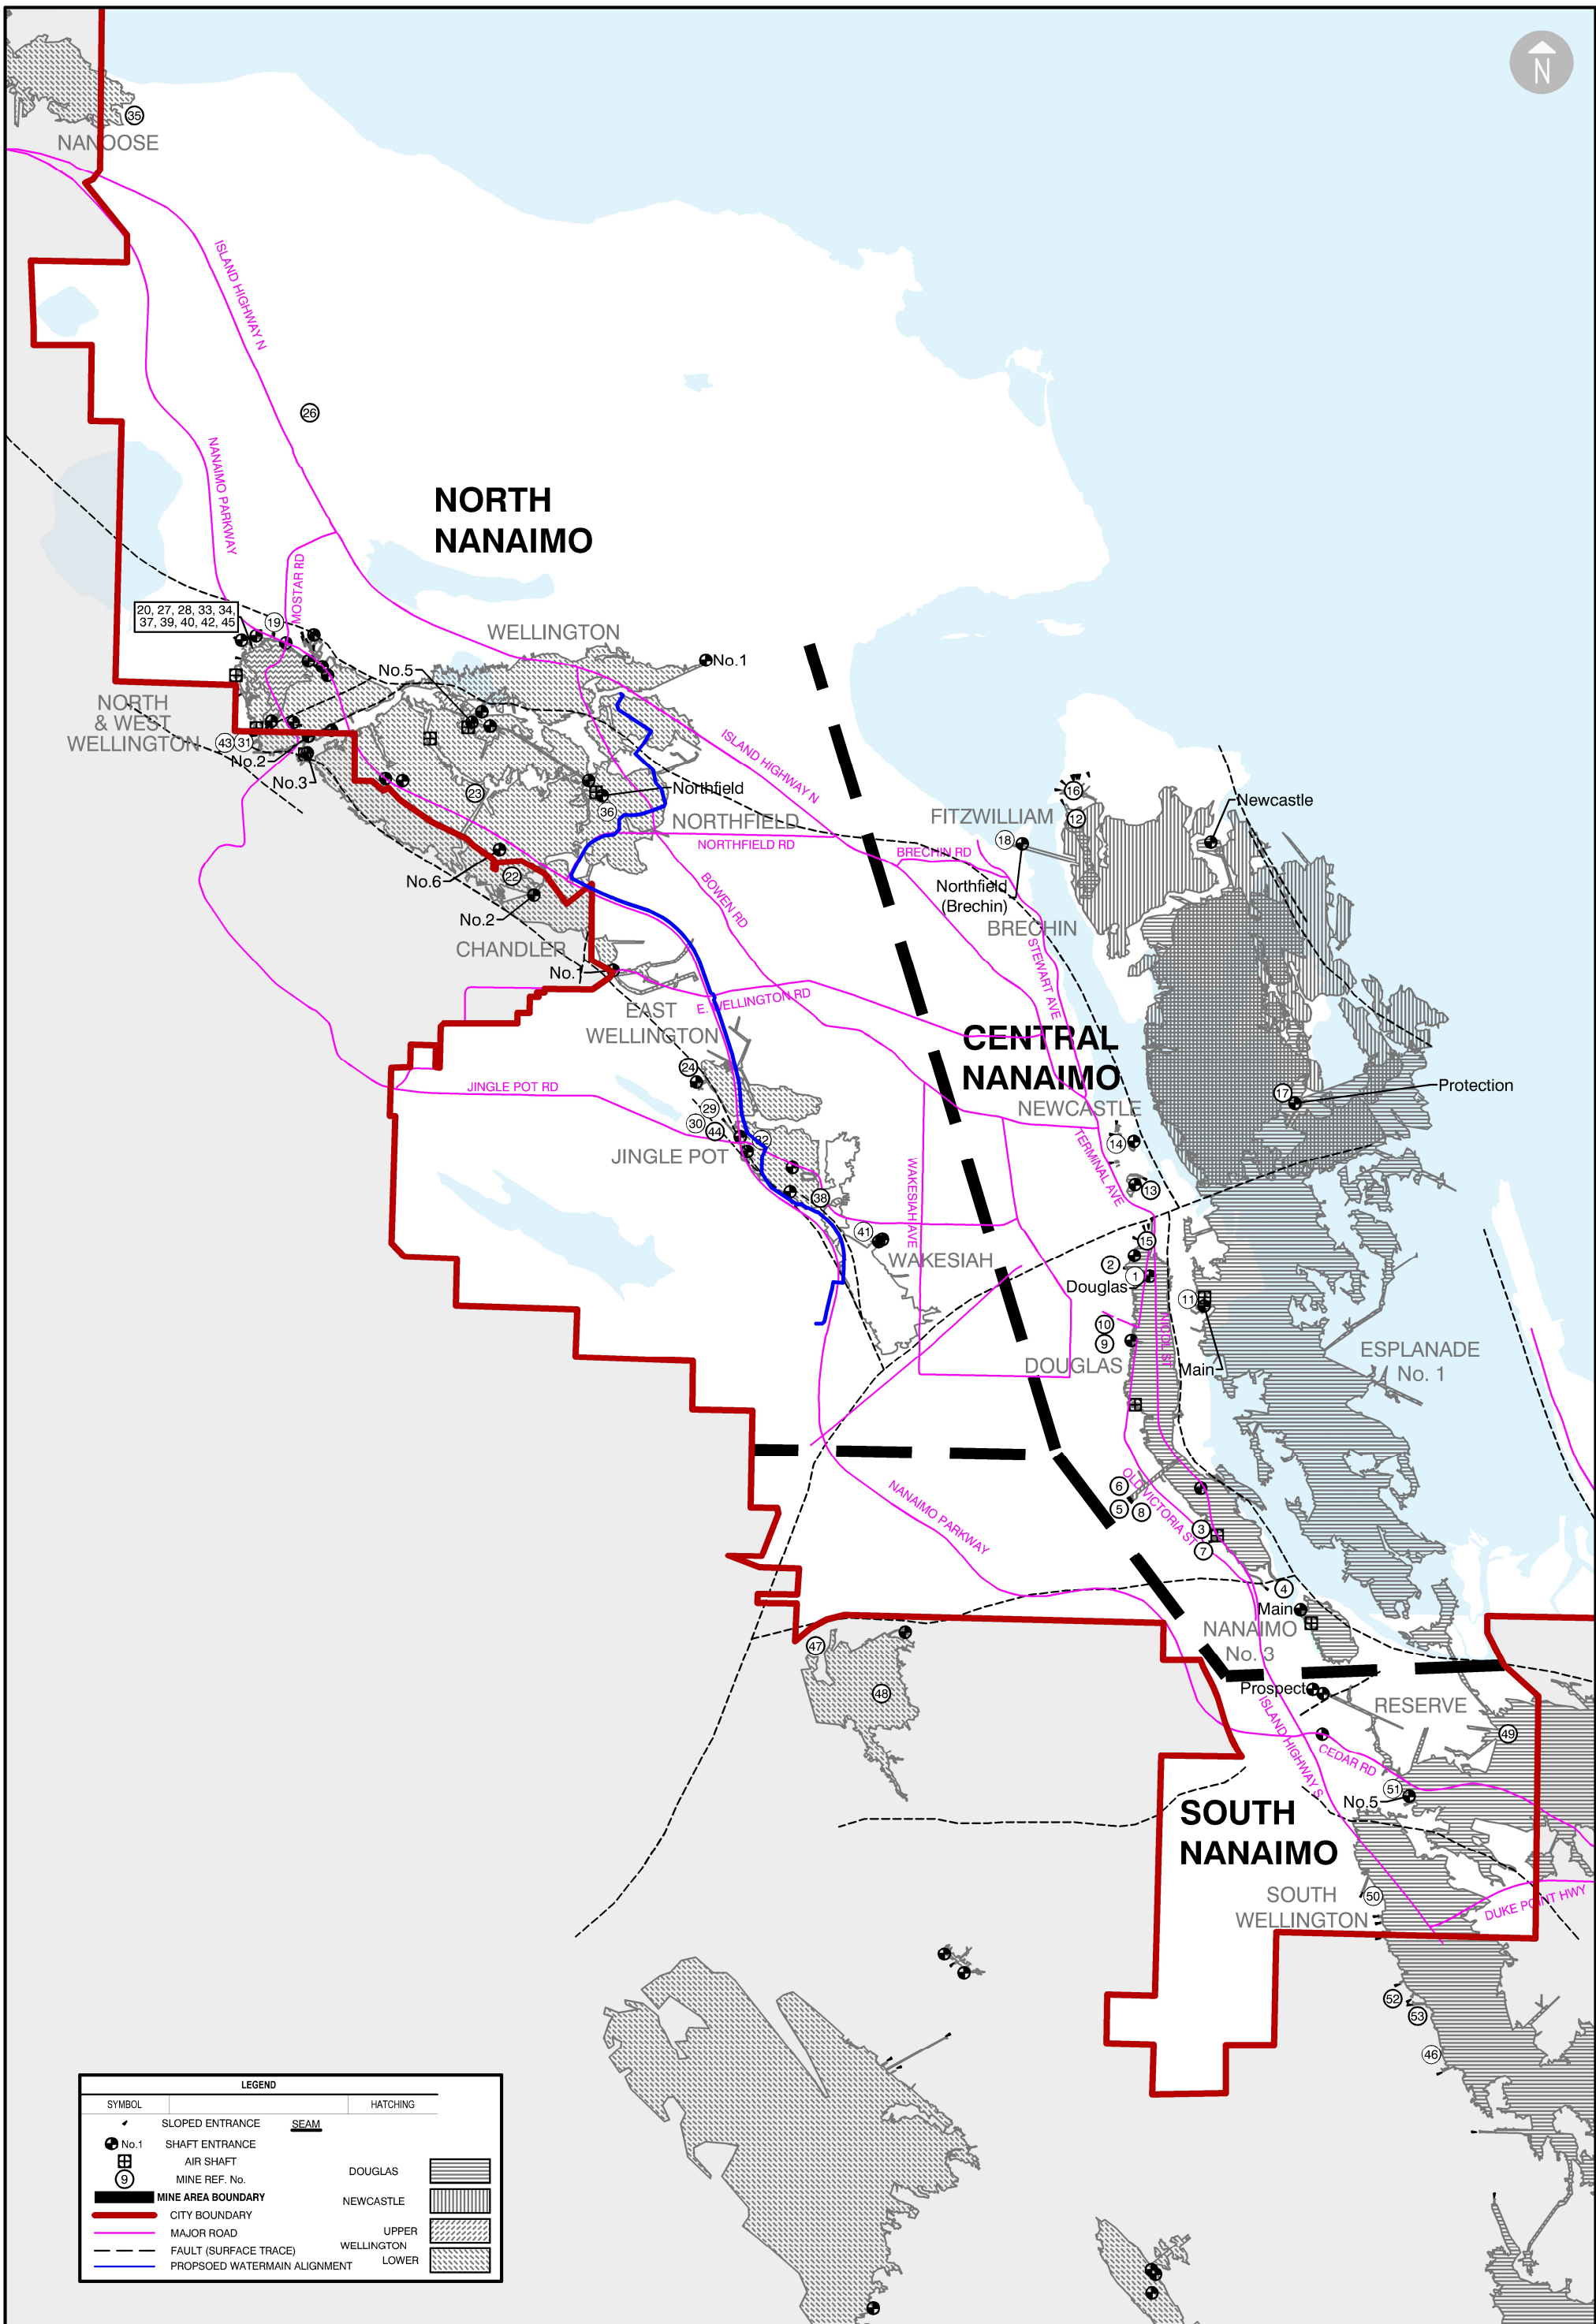 N
35
NANOOSE
ISLAND HIGHWAY N
26
NANAIMO PARKWAY
NORTH
NANAIMO
MOSTAR RD
20, 27, 28, 33, 34,
37, 39, 40, 42, 45
19
WELLINGTON
No.1
No.5
NORTH
& WEST
WELLINGTON
43
31
No.2
No.3
ISLAND HIGHWAY N
23
Northfield
36
NORTHFIELD
NORTHFIELD RD
16
12
FITZWILLIAM
Newcastle
18
BRECHIN RD
No.6
22
BOWEN RD
Northfield
(Brechin)
No.2
BRECHIN
CHANDLER
STEWART AVE
No.1
E. WELLINGTON RD
EAST
WELLINGTON
CENTRAL
NANAIMO
24
JINGLE POT RD
Protection
17
NEWCASTLE
29
30
44
32
14
JINGLE POT
TERMINAL AVE
WAKESIAH AVE
13
38
41
WAKESIAH
15
2
1
Douglas
11
10
9
NICOL ST
DOUGLAS
Main
ESPLANADE
No. 1
OLD VICTORIA ST
6
5
8
NANAIMO PARKWAY
3
7
4
Main
NANAIMO
No. 3
47
48
Prospect
RESERVE
ISLAND HIGHWAY S
49
CEDAR RD
51
No.5
SOUTH
NANAIMO
SOUTH
WELLINGTON
50
DUKE POINT HWY
52
53
46
LEGEND
SYMBOL
HATCHING
SLOPED ENTRANCE
SEAM
No.1
SHAFT ENTRANCE
AIR SHAFT
9
MINE REF. No.
DOUGLAS
MINE AREA BOUNDARY
NEWCASTLE
CITY BOUNDARY
MAJOR ROAD
UPPER
FAULT (SURFACE TRACE)
WELLINGTON
PROPSOED WATERMAIN ALIGNMENT
LOWER